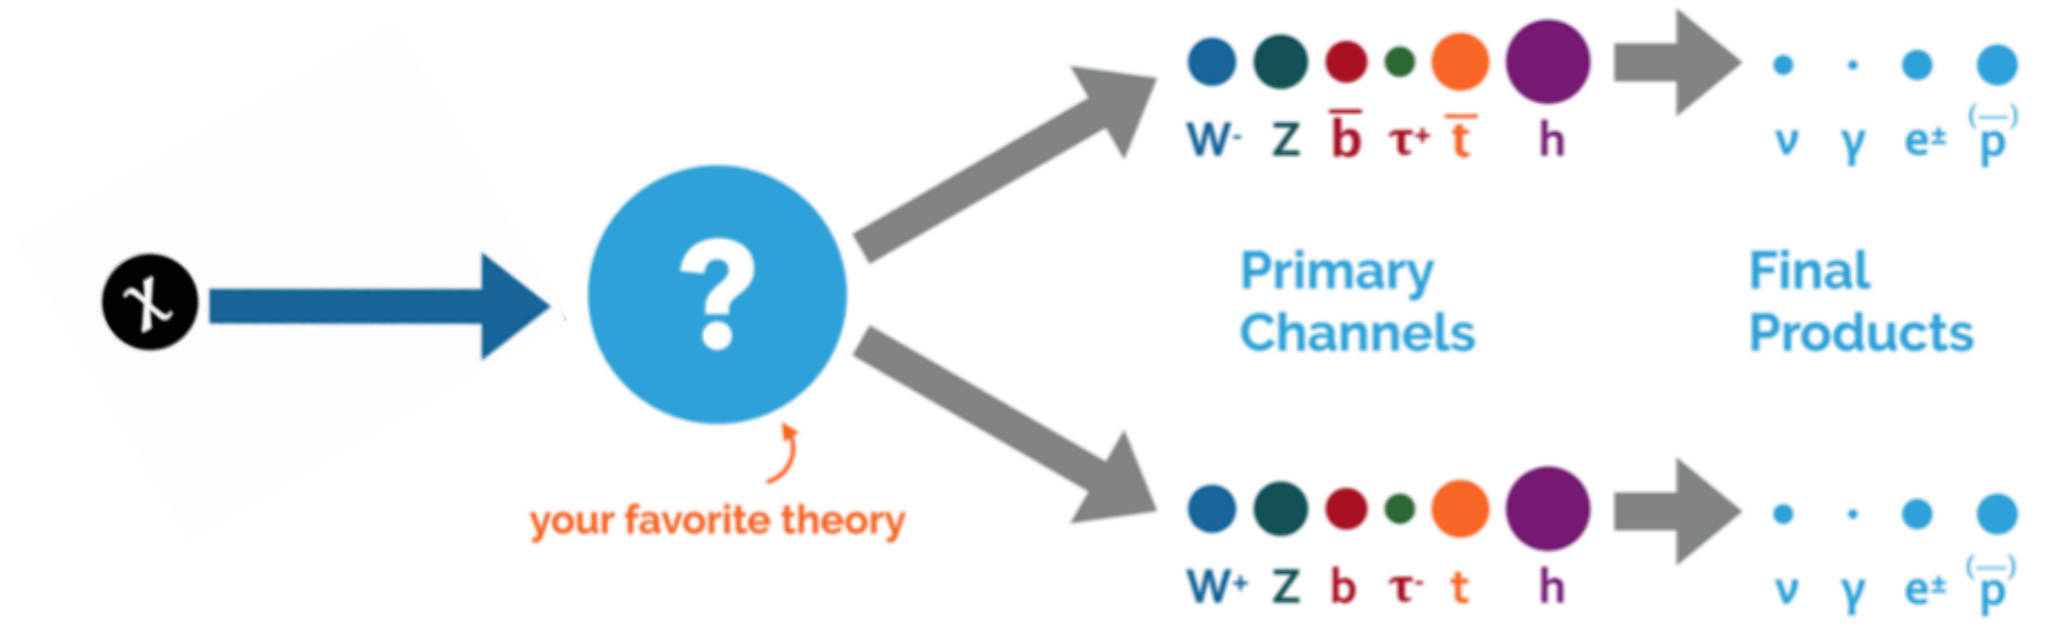 W⁻ Z b̅ τ⁺ t̅ h
ν γ e± (—)p
χ
?
Primary
Channels
Final
Products
your favorite theory
W⁺ Z b τ⁻ t h
ν γ e± (—)p